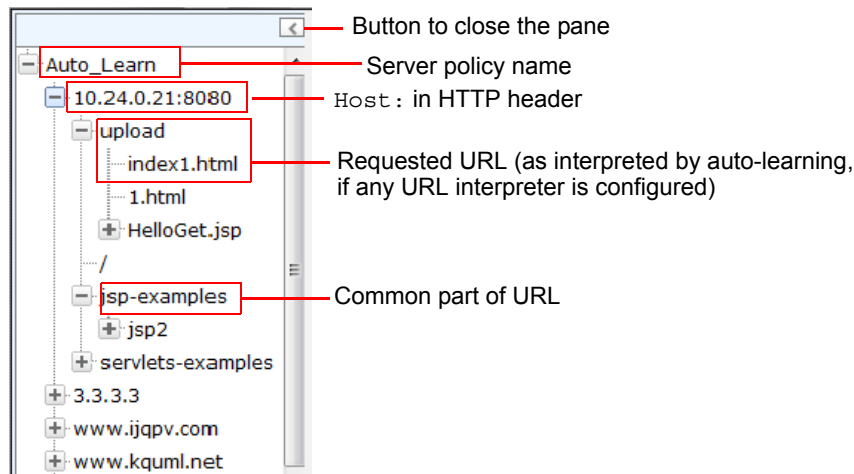 Button to close the pane
Auto_Learn
Server policy name
10.24.0.21:8080
Host: in HTTP header
upload
index1.html
Requested URL (as interpreted by auto-learning,
if any URL interpreter is configured)
1.html
HelloGet.jsp
/
jsp-examples
Common part of URL
jsp2
servlets-examples
3.3.3.3
www.ijqpv.com
www.kquml.net